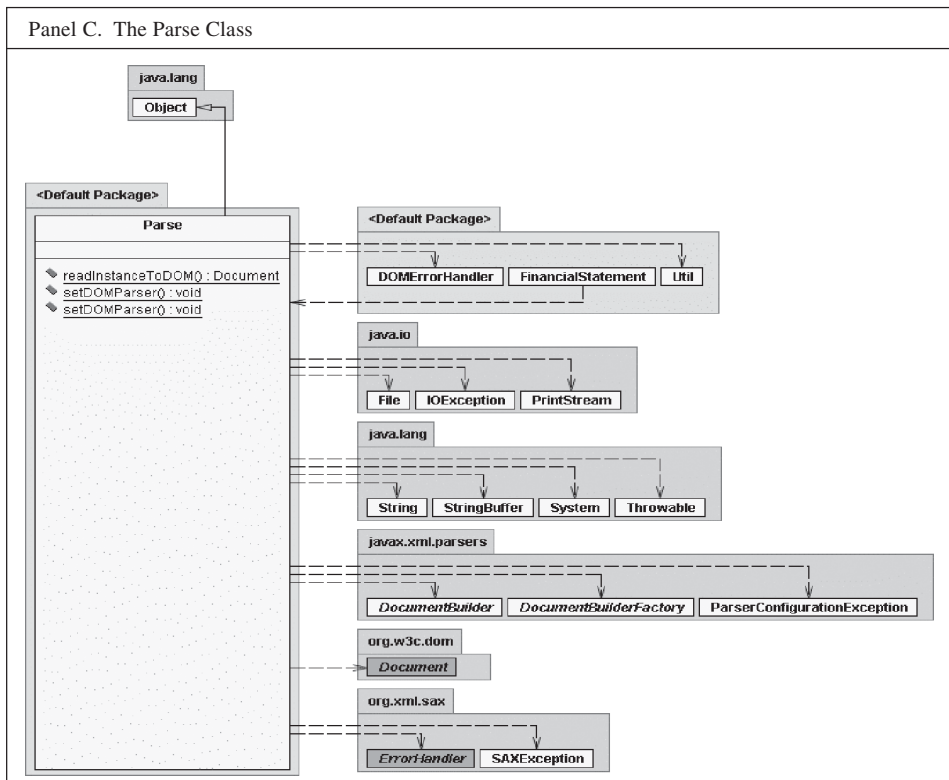 Panel C. The Parse Class
java.lang
Object
<Default Package>
Parse
readInstanceToDOM() : Document
setDOMParser() : void
setDOMParser() : void
<Default Package>
DOMErrorHandler FinancialStatement Util
java.io
File IOException PrintStream
java.lang
String StringBuffer System Throwable
javax.xml.parsers
DocumentBuilder DocumentBuilderFactory ParserConfigurationException
org.w3c.dom
Document
org.xml.sax
ErrorHandler SAXException